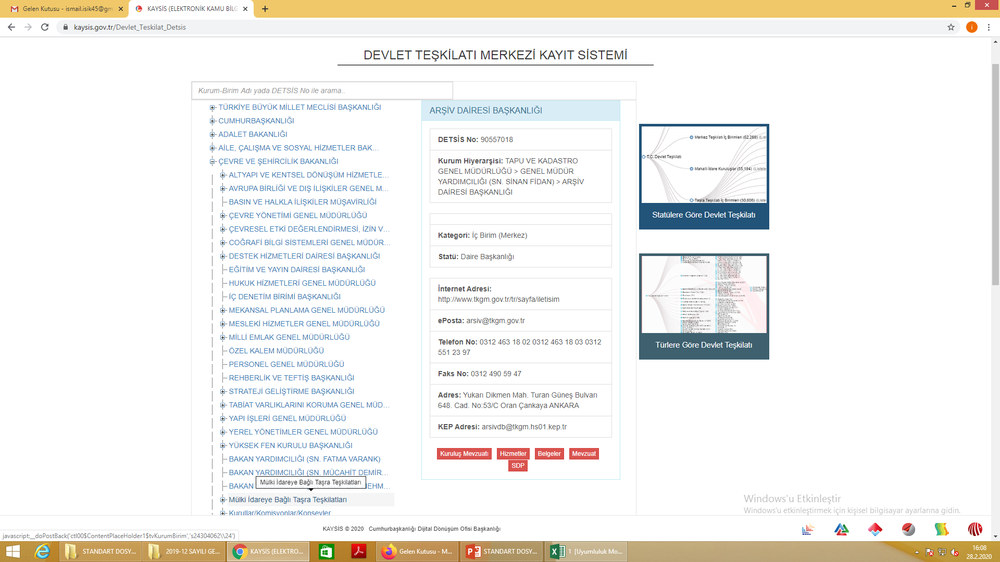 Gelen Kutusu - ismail.isik45@gm
KAYSİS (ELEKTRONİK KAMU BİLG
kaysis.gov.tr/Devlet_Teskilat_Detsis
i
DEVLET TEŞKİLATI MERKEZİ KAYIT SİSTEMİ
Kurum-Birim Adı yada DETSİS No ile arama..
TÜRKİYE BÜYÜK MİLLET MECLİSİ BAŞKANLIĞI
CUMHURBAŞKANLIĞI
ADALET BAKANLIĞI
AİLE, ÇALIŞMA VE SOSYAL HİZMETLER BAK...
ÇEVRE VE ŞEHİRCİLİK BAKANLIĞI
ALTYAPI VE KENTSEL DÖNÜŞÜM HİZMETLE...
AVRUPA BİRLİĞİ VE DIŞ İLİŞKİLER GENEL M...
BASIN VE HALKLA İLİŞKİLER MÜŞAVİRLİĞİ
ÇEVRE YÖNETİMİ GENEL MÜDÜRLÜĞÜ
ÇEVRESEL ETKİ DEĞERLENDİRMESİ, İZİN V...
COĞRAFİ BİLGİ SİSTEMLERİ GENEL MÜDÜR...
DESTEK HİZMETLERİ DAİRESİ BAŞKANLIĞI
EĞİTİM VE YAYIN DAİRESİ BAŞKANLIĞI
HUKUK HİZMETLERİ GENEL MÜDÜRLÜĞÜ
İÇ DENETİM BİRİMİ BAŞKANLIĞI
MEKANSAL PLANLAMA GENEL MÜDÜRLÜĞÜ
MESLEKİ HİZMETLER GENEL MÜDÜRLÜĞÜ
MİLLİ EMLAK GENEL MÜDÜRLÜĞÜ
ÖZEL KALEM MÜDÜRLÜĞÜ
PERSONEL GENEL MÜDÜRLÜĞÜ
REHBERLİK VE TEFTİŞ BAŞKANLIĞI
STRATEJİ GELİŞTİRME BAŞKANLIĞI
TABİAT VARLIKLARINI KORUMA GENEL MÜD...
YAPI İŞLERİ GENEL MÜDÜRLÜĞÜ
YEREL YÖNETİMLER GENEL MÜDÜRLÜĞÜ
YÜKSEK FEN KURULU BAŞKANLIĞI
BAKAN YARDIMCILIĞI (SN. FATMA VARANK)
BAKAN YARDIMCILIĞI (SN. MÜCAHİT DEMİR...
BAKAN
Mülki İdareye Bağlı Taşra Teşkilatları
Mülki İdareye Bağlı Taşra Teşkilatları
Kurullar/Komisyonlar/Konseyler
ARŞİV DAİRESİ BAŞKANLIĞI
DETSİS No: 90557018
Kurum Hiyerarşisi: TAPU VE KADASTRO
GENEL MÜDÜRLÜĞÜ > GENEL MÜDÜR
YARDIMCILIĞI (SN. SİNAN FİDAN) > ARŞİV
DAİRESİ BAŞKANLIĞI
Kategori: İç Birim (Merkez)
Statü: Daire Başkanlığı
İnternet Adresi:
http://www.tkgm.gov.tr/tr/sayfa/iletisim
ePosta: arsiv@tkgm.gov.tr
Telefon No: 0312 463 18 02 0312 463 18 03 0312
551 23 97
Faks No: 0312 490 59 47
Adres: Yukarı Dikmen Mah. Turan Güneş Bulvarı
648. Cad. No:53/C Oran Çankaya ANKARA
KEP Adresi: arsivdb@tkgm.hs01.kep.tr
Kuruluş Mevzuatı Hizmetler Belgeler Mevzuat
SDP
Merkez Teşkilatı İç Birimleri (62,288) (List
T.C. Devlet Teşkilatı
Mahalli İdare Kuruluşlar (55,194) (Listele
Taşra Teşkilatı İç Birimleri (30,806) (Liste
Statülere Göre Devlet Teşkilatı
Türlere Göre Devlet Teşkilatı
Windows'u Etkinleştir
Windows'u etkinleştirmek için kişisel bilgisayar ayarlarına gidin.
KAYSİS © 2020 Cumhurbaşkanlığı Dijital Dönüşüm Ofisi Başkanlığı
javascript:__doPostBack('ctl00$ContentPlaceHolder1$tvKurumBirim','s24304062\\24')
STANDART DOSY...
2019-12 SAYILI GE...
KAYSİS (ELEKTRO...
Gelen Kutusu - M...
STANDART DOSY...
1 [Uyumluluk Mo...
16:08
28.2.2020